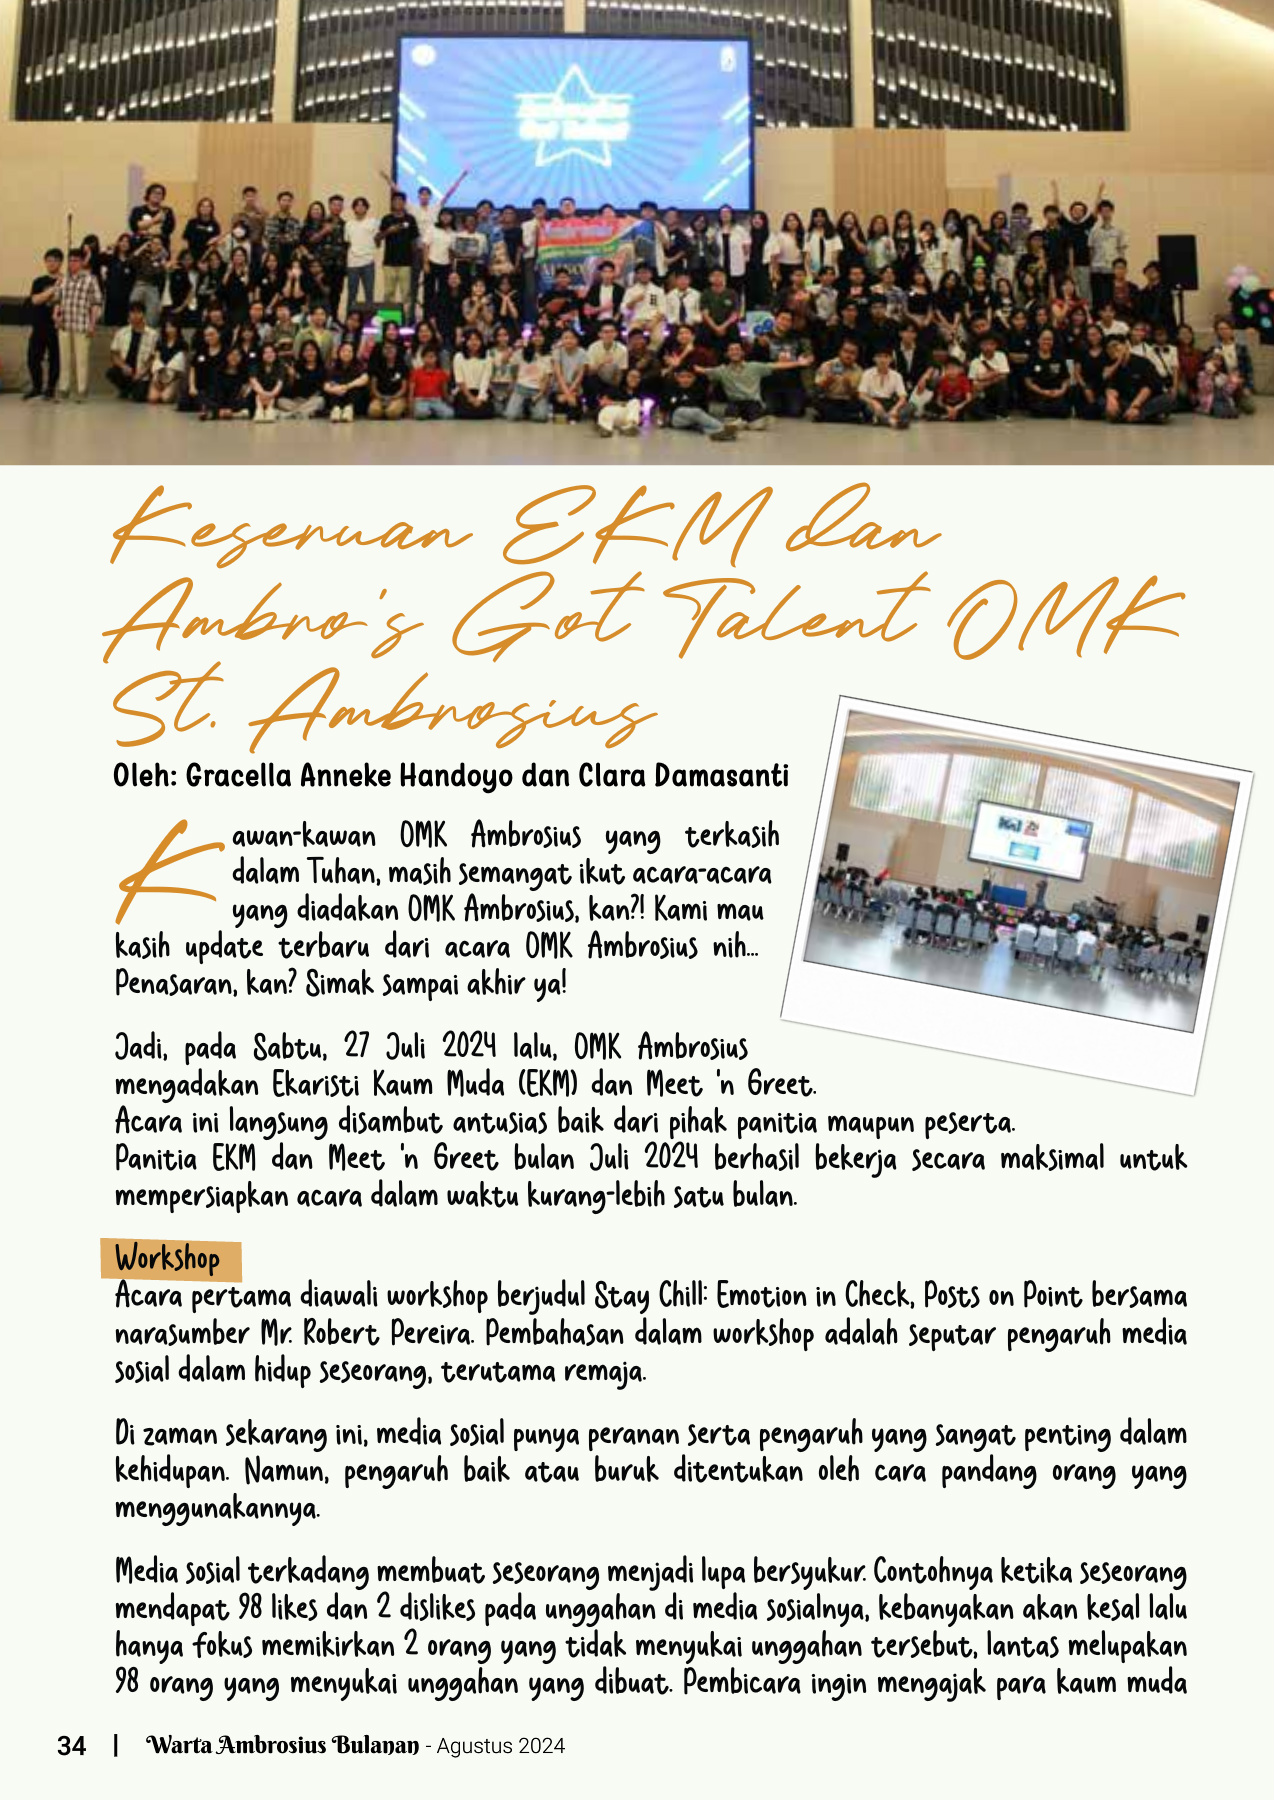 Got Talent
Keseruan EKM dan
Ambro's Got Talent OMK
St. Ambrosius
Oleh: Gracella Anneke Handoyo dan Clara Damasanti
Kawan-kawan OMK Ambrosius yang terkasih
dalam Tuhan, masih semangat ikut acara-acara
yang diadakan OMK Ambrosius, kan?! Kami mau
kasih update terbaru dari acara OMK Ambrosius nih...
Penasaran, kan? Simak sampai akhir ya!
Jadi, pada Sabtu, 27 Juli 2024 lalu, OMK Ambrosius
mengadakan Ekaristi Kaum Muda (EKM) dan Meet 'n Greet.
Acara ini langsung disambut antusias baik dari pihak panitia maupun peserta.
Panitia EKM dan Meet 'n Greet bulan Juli 2024 berhasil bekerja secara maksimal untuk
mempersiapkan acara dalam waktu kurang-lebih satu bulan.
Workshop
Acara pertama diawali workshop berjudul Stay Chill: Emotion in Check, Posts on Point bersama
narasumber Mr. Robert Pereira. Pembahasan dalam workshop adalah seputar pengaruh media
sosial dalam hidup seseorang, terutama remaja.
Di zaman sekarang ini, media sosial punya peranan serta pengaruh yang sangat penting dalam
kehidupan. Namun, pengaruh baik atau buruk ditentukan oleh cara pandang orang yang
menggunakannya.
Media sosial terkadang membuat seseorang menjadi lupa bersyukur. Contohnya ketika seseorang
mendapat 98 likes dan 2 dislikes pada unggahan di media sosialnya, kebanyakan akan kesal lalu
hanya fokus memikirkan 2 orang yang tidak menyukai unggahan tersebut, lantas melupakan
98 orang yang menyukai unggahan yang dibuat. Pembicara ingin mengajak para kaum muda
34 | Warta Ambrosius Bulanan - Agustus 2024